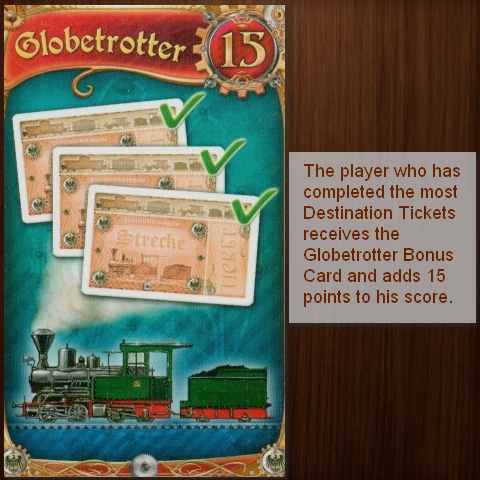 Globetrotter 15
Strecke
TICKET
The player who has
completed the most
Destination Tickets
receives the
Globetrotter Bonus
Card and adds 15
points to his score.